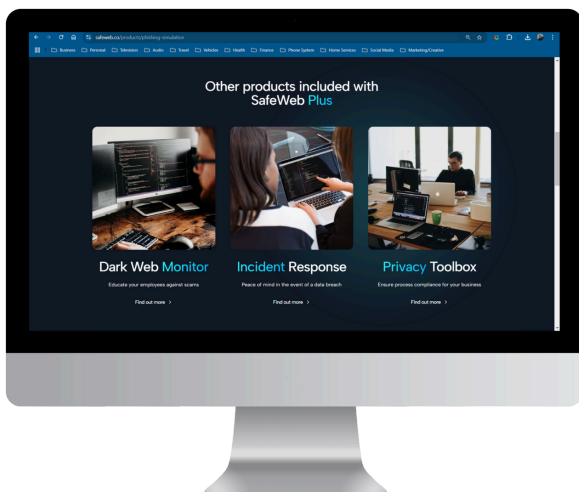 safeweb.co/products/phishing-simulation
Business Personal Television Audio Travel Vehicles Health Finance Phone System Home Services Social Media Marketing/Creative
Other products included with
SafeWeb Plus
Dark Web Monitor Incident Response Privacy Toolbox
Educate your employees against scams Peace of mind in the event of a data breach Ensure process compliance for your business
Find out more > Find out more > Find out more >